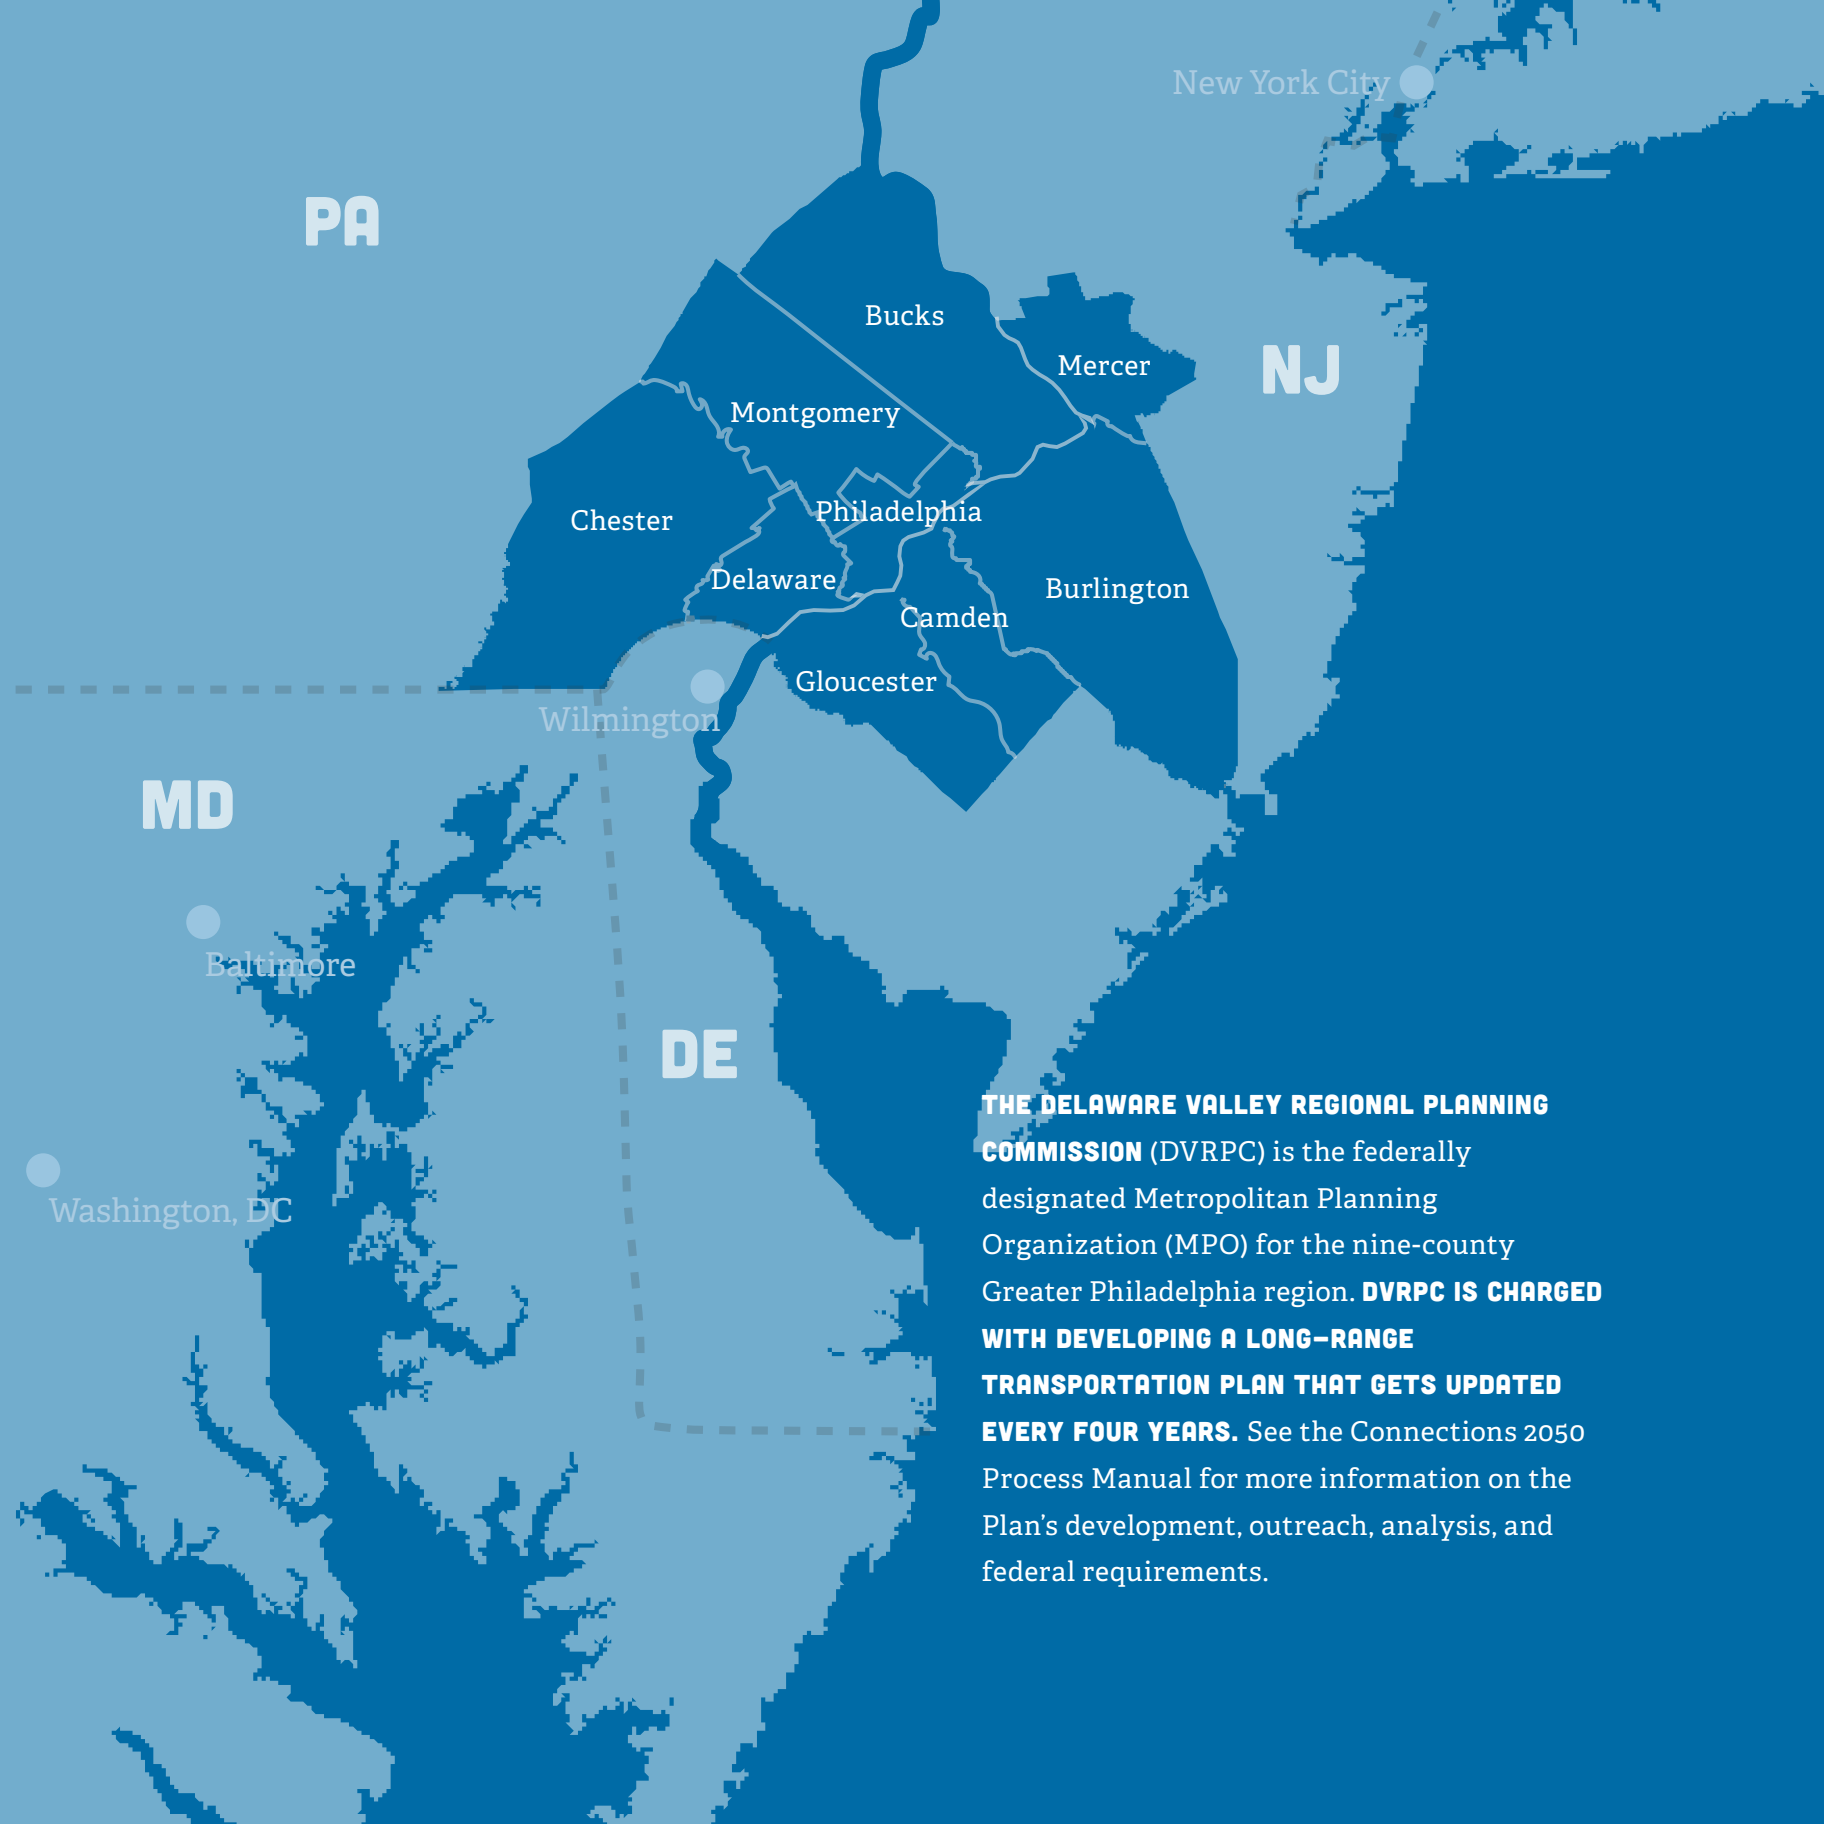 New York City
PA
Bucks
NJ
Mercer
Montgomery
Philadelphia
Chester
Delaware
Burlington
Camden
Gloucester
Wilmington
MD
Baltimore
DE
Washington, DC
THE DELAWARE VALLEY REGIONAL PLANNING
COMMISSION (DVRPC) is the federally
designated Metropolitan Planning
Organization (MPO) for the nine-county
Greater Philadelphia region. DVRPC IS CHARGED
WITH DEVELOPING A LONG-RANGE
TRANSPORTATION PLAN THAT GETS UPDATED
EVERY FOUR YEARS. See the Connections 2050
Process Manual for more information on the
Plan's development, outreach, analysis, and
federal requirements.